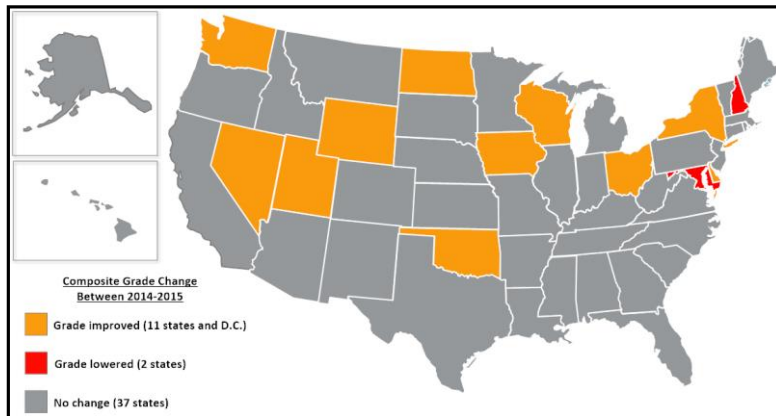 Composite Grade Change
Between 2014-2015
Grade improved (11 states and D.C.)
Grade lowered (2 states)
No change (37 states)